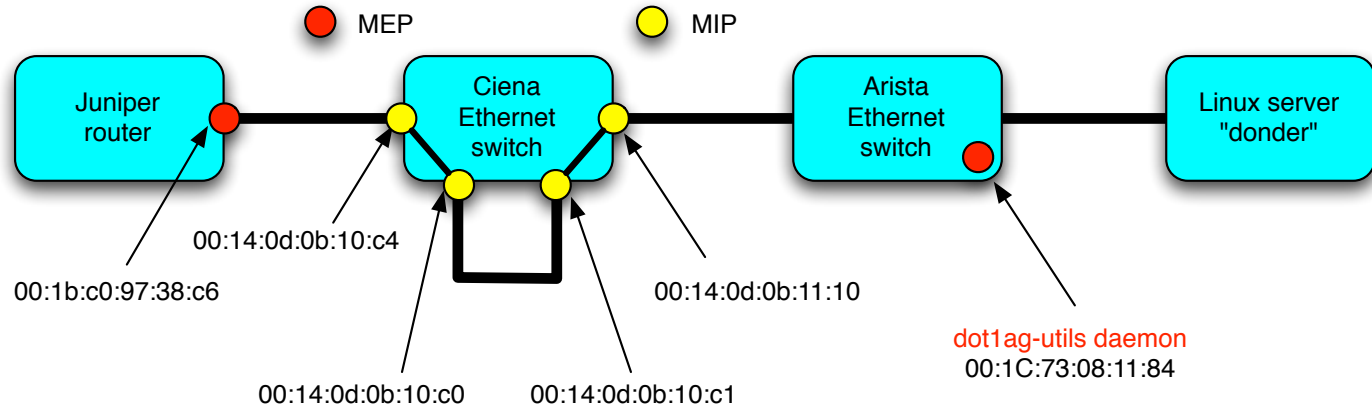 MEP
MIP
Juniper
router
Ciena
Ethernet
switch
Arista
Ethernet
switch
Linux server
"donder"
00:14:0d:0b:10:c4
00:1b:c0:97:38:c6
00:14:0d:0b:11:10
dot1ag-utils daemon
00:1C:73:08:11:84
00:14:0d:0b:10:c0
00:14:0d:0b:10:c1